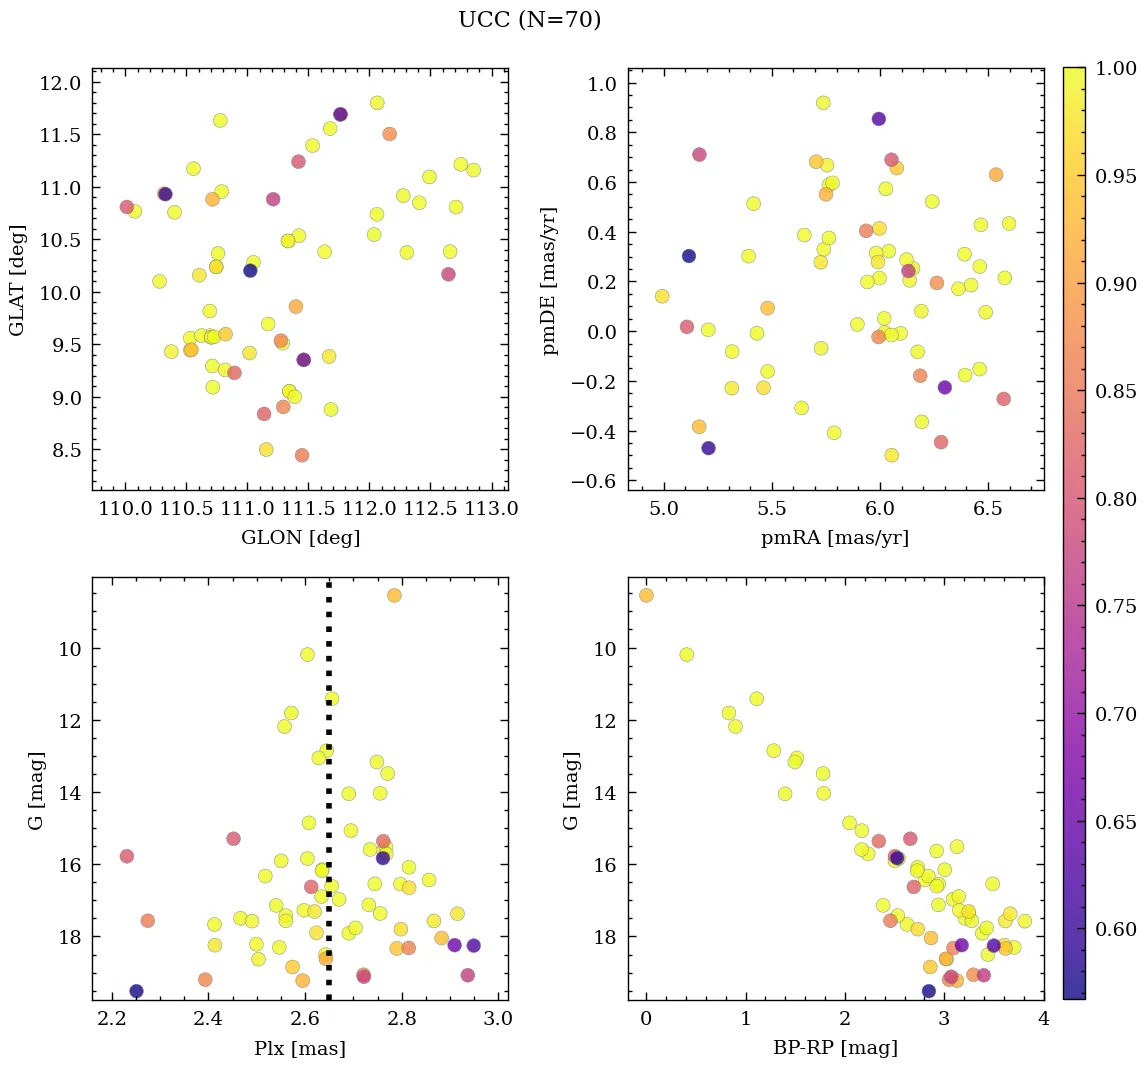 UCC (N=70)
12.0
11.5
11.0
10.5
10.0
9.5
9.0
8.5
GLAT [deg]
110.0 110.5 111.0 111.5 112.0 112.5 113.0
GLON [deg]
1.0
0.8
0.6
0.4
0.2
0.0
−0.2
−0.4
−0.6
pmDE [mas/yr]
5.0 5.5 6.0 6.5
pmRA [mas/yr]
10
12
14
16
18
G [mag]
2.2 2.4 2.6 2.8 3.0
Plx [mas]
10
12
14
16
18
G [mag]
0 1 2 3 4
BP-RP [mag]
1.00
0.95
0.90
0.85
0.80
0.75
0.70
0.65
0.60